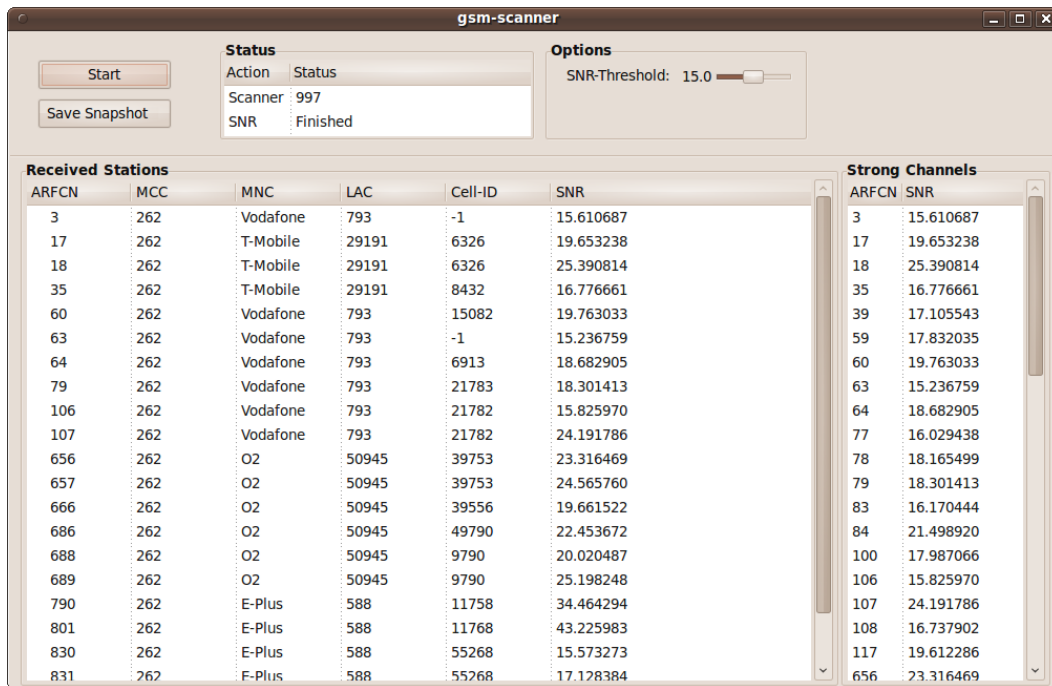 gsm-scanner
Start
Save Snapshot
Status
Action Status
Scanner 997
SNR Finished
Options
SNR-Threshold: 15.0
Received Stations
ARFCN MCC MNC LAC Cell-ID SNR
3 262 Vodafone 793 -1 15.610687
17 262 T-Mobile 29191 6326 19.653238
18 262 T-Mobile 29191 6326 25.390814
35 262 T-Mobile 29191 8432 16.776661
60 262 Vodafone 793 15082 19.763033
63 262 Vodafone 793 -1 15.236759
64 262 Vodafone 793 6913 18.682905
79 262 Vodafone 793 21783 18.301413
106 262 Vodafone 793 21782 15.825970
107 262 Vodafone 793 21782 24.191786
656 262 O2 50945 39753 23.316469
657 262 O2 50945 39753 24.565760
666 262 O2 50945 39556 19.661522
686 262 O2 50945 49790 22.453672
688 262 O2 50945 9790 20.020487
689 262 O2 50945 9790 25.198248
790 262 E-Plus 588 11758 34.464294
801 262 E-Plus 588 11768 43.225983
830 262 E-Plus 588 55268 15.573273
831 262 E-Plus 588 55268 17.128384
Strong Channels
ARFCN SNR
3 15.610687
17 19.653238
18 25.390814
35 16.776661
39 17.105543
59 17.832035
60 19.763033
63 15.236759
64 18.682905
77 16.029438
78 18.165499
79 18.301413
83 16.170444
84 21.498920
100 17.987066
106 15.825970
107 24.191786
108 16.737902
117 19.612286
656 23.316469